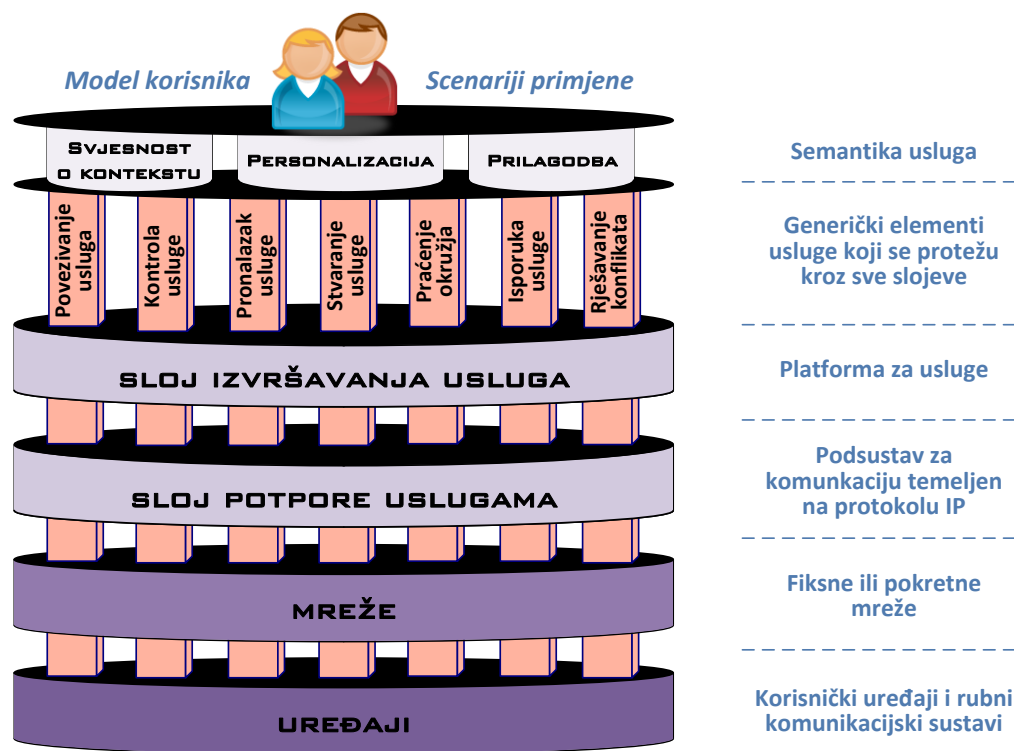 Model korisnika
Scenariji primjene
SVJESNOST
O KONTEKSTU
PERSONALIZACIJA
PRILAGODBA
Semantika usluga
Povezivanje
usluga
Kontrola
usluge
Pronalazak
usluge
Stvaranje
usluge
Praćenje
okružja
Isporuka
usluge
Rješavanje
konflikata
Generički elementi
usluge koji se protežu
kroz sve slojeve
SLOJ IZVRŠAVANJA USLUGA
Platforma za usluge
SLOJ POTPORE USLUGAMA
Podsustav za
komunkaciju temeljen
na protokolu IP
MREŽE
Fiksne ili pokretne
mreže
UREĐAJI
Korisnički uređaji i rubni
komunikacijski sustavi